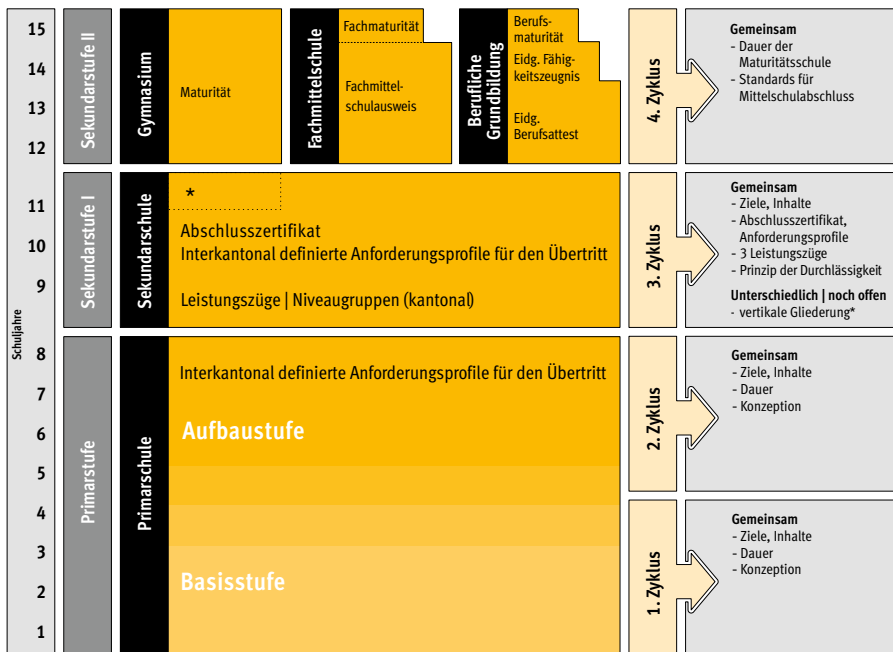 Schuljahre
15
14
13
12
11
10
9
8
7
6
5
4
3
2
1
Sekundarstufe II
Gymnasium
Maturität
Fachmittelschule
Fachmaturität
Fachmittel-
schulausweis
Berufliche
Grundbildung
Berufs-
maturität
Eidg. Fähig-
keitszeugnis
Eidg.
Berufsattest
4. Zyklus
Gemeinsam
- Dauer der
Maturitätsschule
- Standards für
Mittelschulabschluss
Sekundarstufe I
Sekundarschule
*
Abschlusszertifikat
Interkantonal definierte Anforderungsprofile für den Übertritt
Leistungszüge | Niveaugruppen (kantonal)
3. Zyklus
Gemeinsam
- Ziele, Inhalte
- Abschlusszertifikat,
Anforderungsprofile
- 3 Leistungszüge
- Prinzip der Durchlässigkeit
Unterschiedlich | noch offen
- vertikale Gliederung*
Primarstufe
Primarschule
Interkantonal definierte Anforderungsprofile für den Übertritt
Aufbaustufe
Basisstufe
2. Zyklus
Gemeinsam
- Ziele, Inhalte
- Dauer
- Konzeption
1. Zyklus
Gemeinsam
- Ziele, Inhalte
- Dauer
- Konzeption